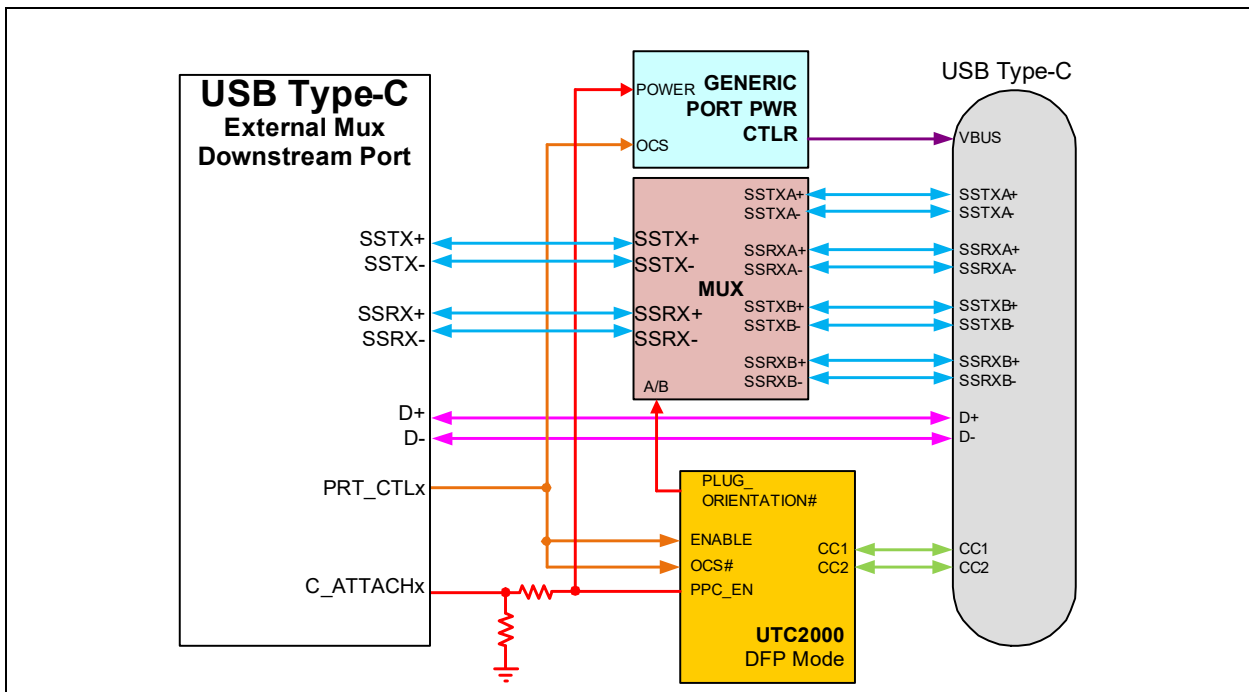 USB Type-C
External Mux
Downstream Port
SSTX+
SSTX-
SSRX+
SSRX-
D+
D-
PRT_CTLx
C_ATTACHx
POWER
GENERIC
PORT PWR
CTLR
OCS
SSTX+
SSTX-
MUX
SSRX+
SSRX-
A/B
SSTXA+
SSTXA-
SSRXA+
SSRXA-
SSTXB+
SSTXB-
SSRXB+
SSRXB-
PLUG_
ORIENTATION#
ENABLE
OCS#
PPC_EN
CC1
CC2
UTC2000
DFP Mode
USB Type-C
VBUS
SSTXA+
SSTXA-
SSRXA+
SSRXA-
SSTXB+
SSTXB-
SSRXB+
SSRXB-
D+
D-
CC1
CC2